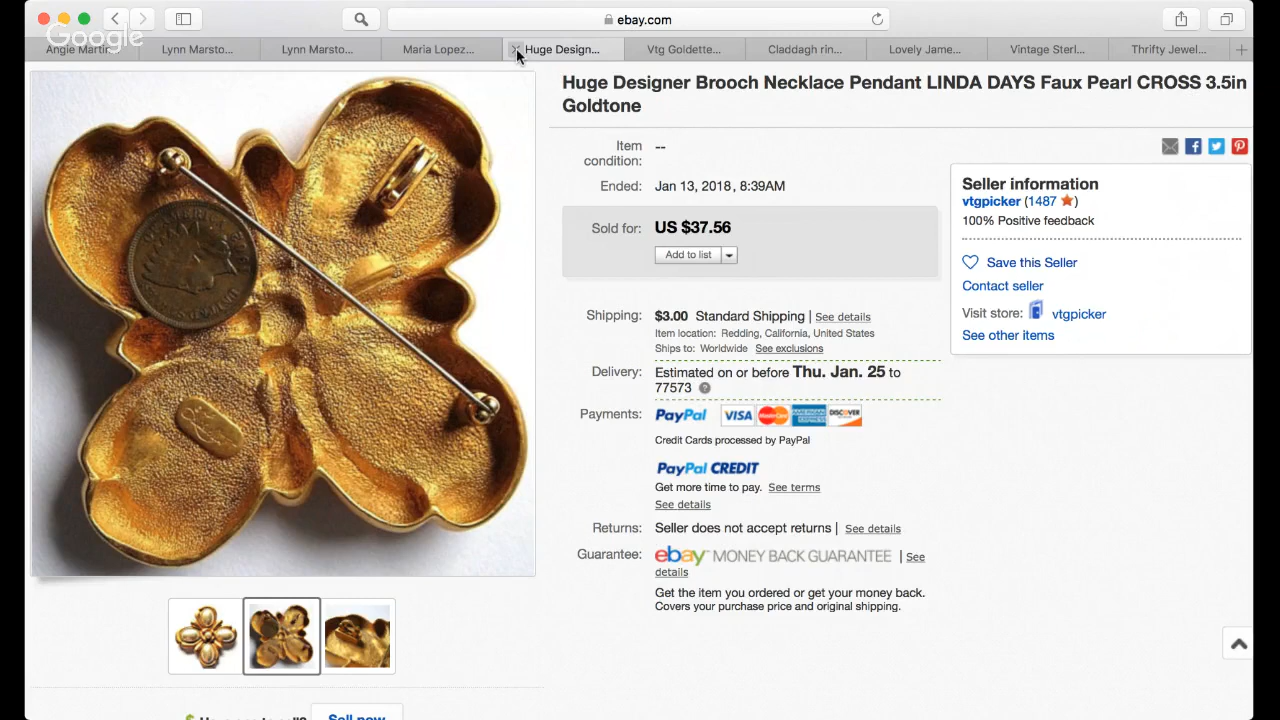 ebay.com
Google
Angie Martin...
Lynn Marsto...
Lynn Marsto...
Maria Lopez...
Huge Design...
Vtg Goldette...
Claddagh rin...
Lovely Jame...
Vintage Sterl...
Thrifty Jewel...
Huge Designer Brooch Necklace Pendant LINDA DAYS Faux Pearl CROSS 3.5in
Goldtone
Item
condition:
--
Ended: Jan 13, 2018 , 8:39AM
Sold for: US $37.56
Add to list
Shipping: $3.00 Standard Shipping | See details
Item location: Redding, California, United States
Ships to: Worldwide See exclusions
Delivery: Estimated on or before Thu. Jan. 25 to
77573
Payments: PayPal VISA MasterCard AMERICAN EXPRESS DISCOVER
Credit Cards processed by PayPal
PayPal CREDIT
Get more time to pay. See terms
See details
Returns: Seller does not accept returns | See details
Guarantee: ebay MONEY BACK GUARANTEE | See
details
Get the item you ordered or get your money back.
Covers your purchase price and original shipping.
Seller information
vtgpicker (1487 )
100% Positive feedback
Save this Seller
Contact seller
Visit store: vtgpicker
See other items
Sell now